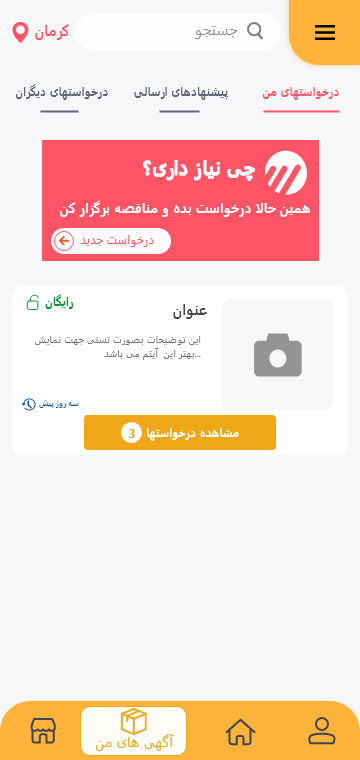 جستجو
کرمان
درخواستهای من
پیشنهادهای ارسالی
درخواستهای دیگران
چی نیاز داری؟
همین حالا درخواست بده و مناقصه برگزار کن
درخواست جدید
رایگان
عنوان
این توضیحات بصورت تستی جهت نمایش
بهتر این آیتم می باشد...
سه روز پیش
مشاهده درخواستها 3
آگهی های من